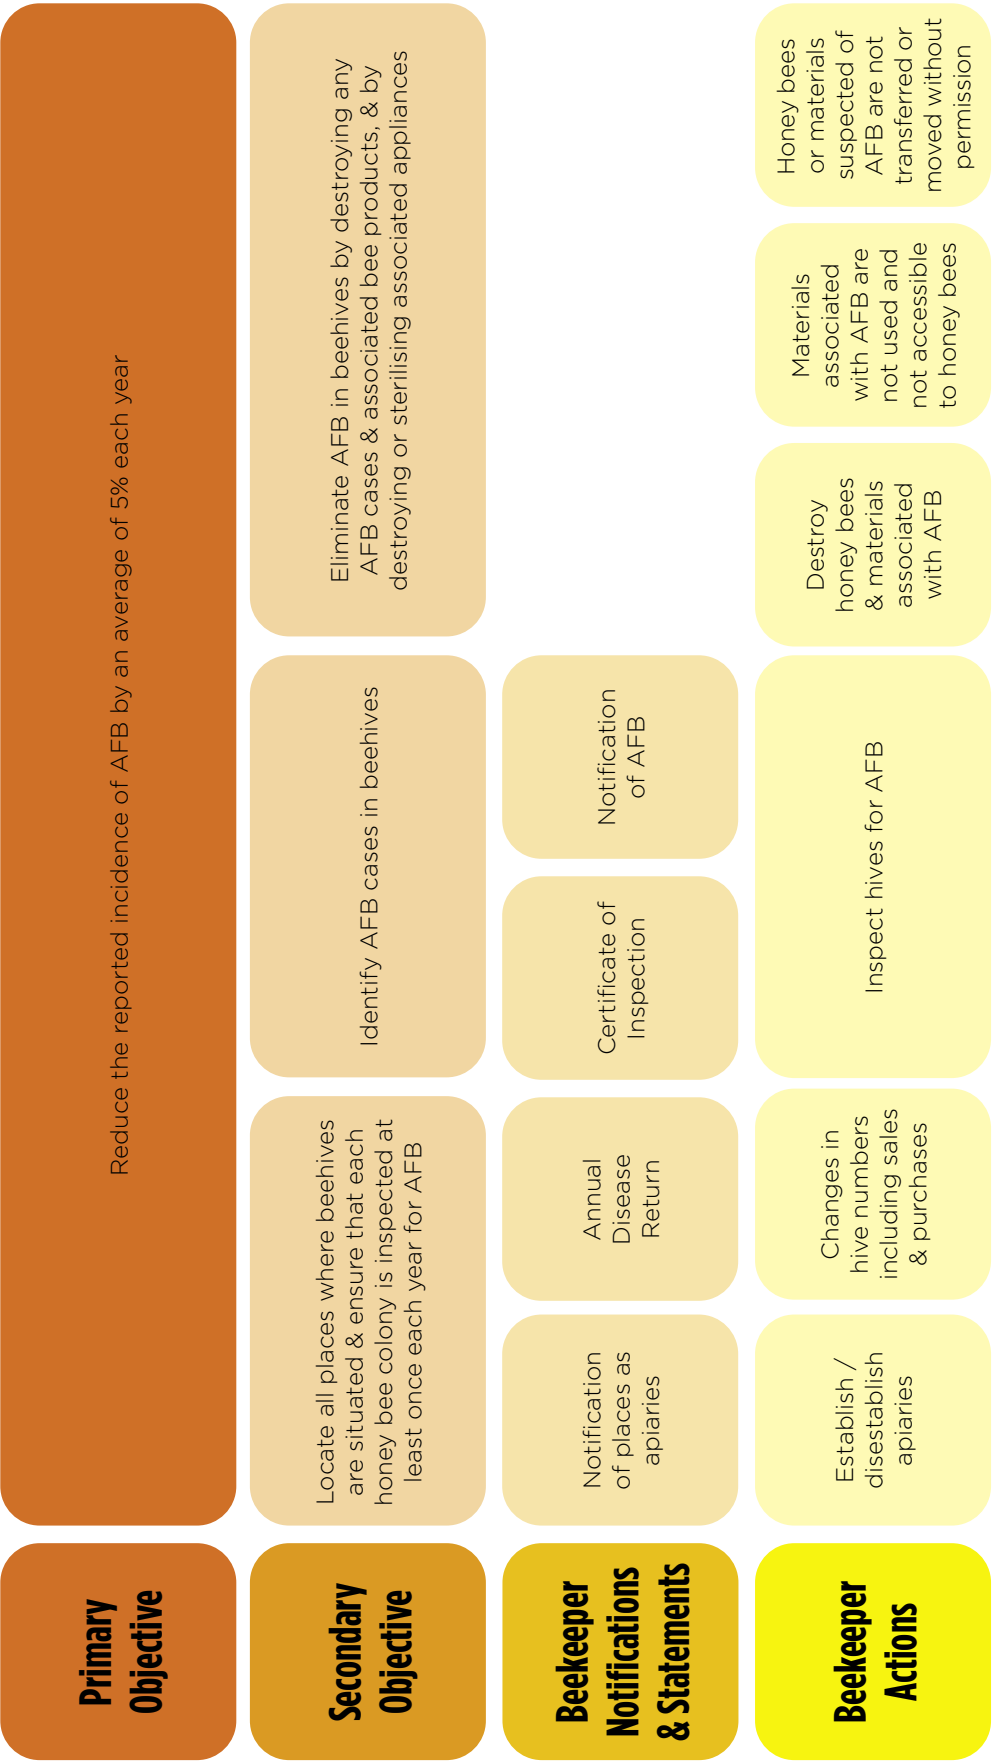 Primary
Objective
Reduce the reported incidence of AFB by an average of 5% each year
Secondary
Objective
Locate all places where beehives
are situated & ensure that each
honey bee colony is inspected at
least once each year for AFB
Identify AFB cases in beehives
Eliminate AFB in beehives by destroying any
AFB cases & associated bee products, & by
destroying or sterilising associated appliances
Beekeeper
Notifications
& Statements
Notification
of places as
apiaries
Annual
Disease
Return
Certificate of
Inspection
Notification
of AFB
Beekeeper
Actions
Establish /
disestablish
apiaries
Changes in
hive numbers
including sales
& purchases
Inspect hives for AFB
Destroy
honey bees
& materials
associated
with AFB
Materials
associated
with AFB are
not used and
not accessible
to honey bees
Honey bees
or materials
suspected of
AFB are not
transferred or
moved without
permission